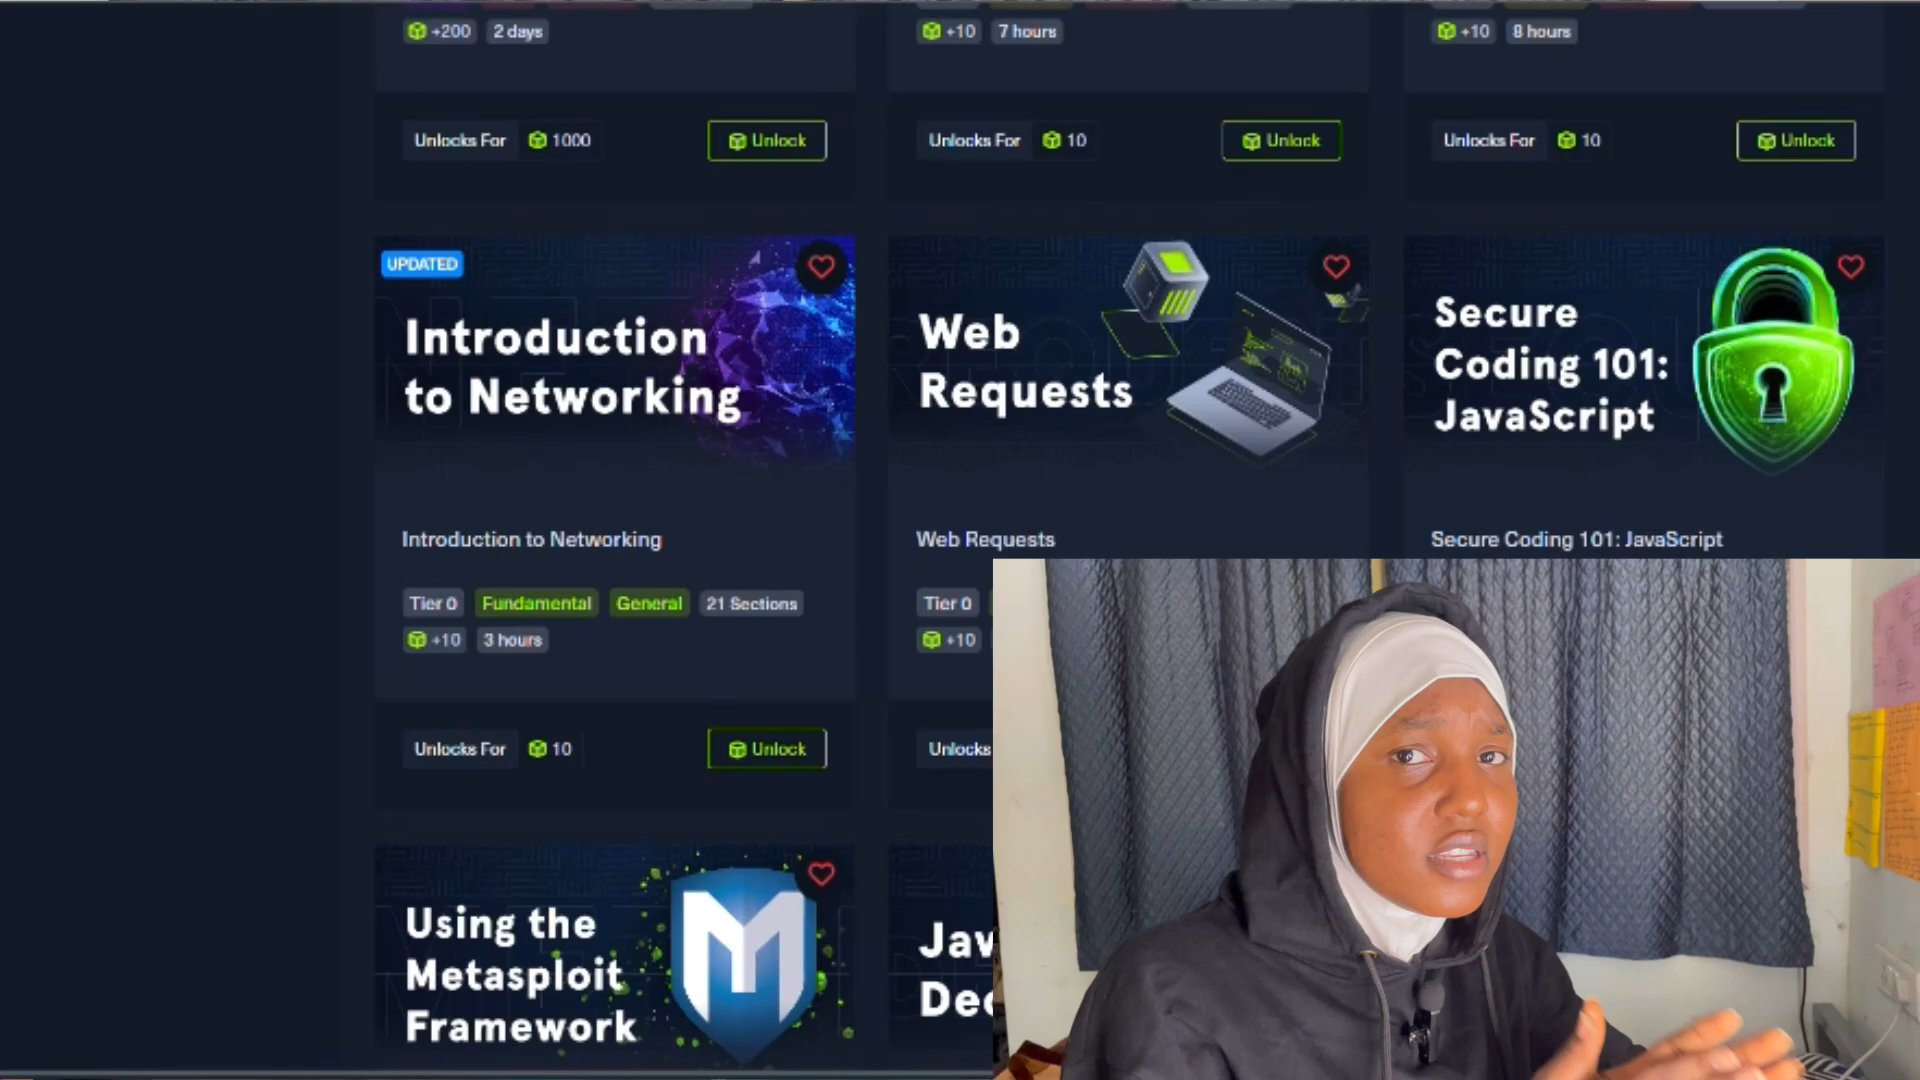 +200 2 days
+10 7 hours
+10 8 hours
Unlocks For 1000 Unlock
Unlocks For 10 Unlock
Unlocks For 10 Unlock
UPDATED
Introduction
to Networking
Web
Requests
Secure
Coding 101:
JavaScript
Introduction to Networking
Web Requests
Secure Coding 101: JavaScript
Tier 0 Fundamental General 21 Sections
+10 3 hours
Tier 0
+10
Unlocks For 10 Unlock
Unlocks
Using the
Metasploit
Framework
Jav
Dec